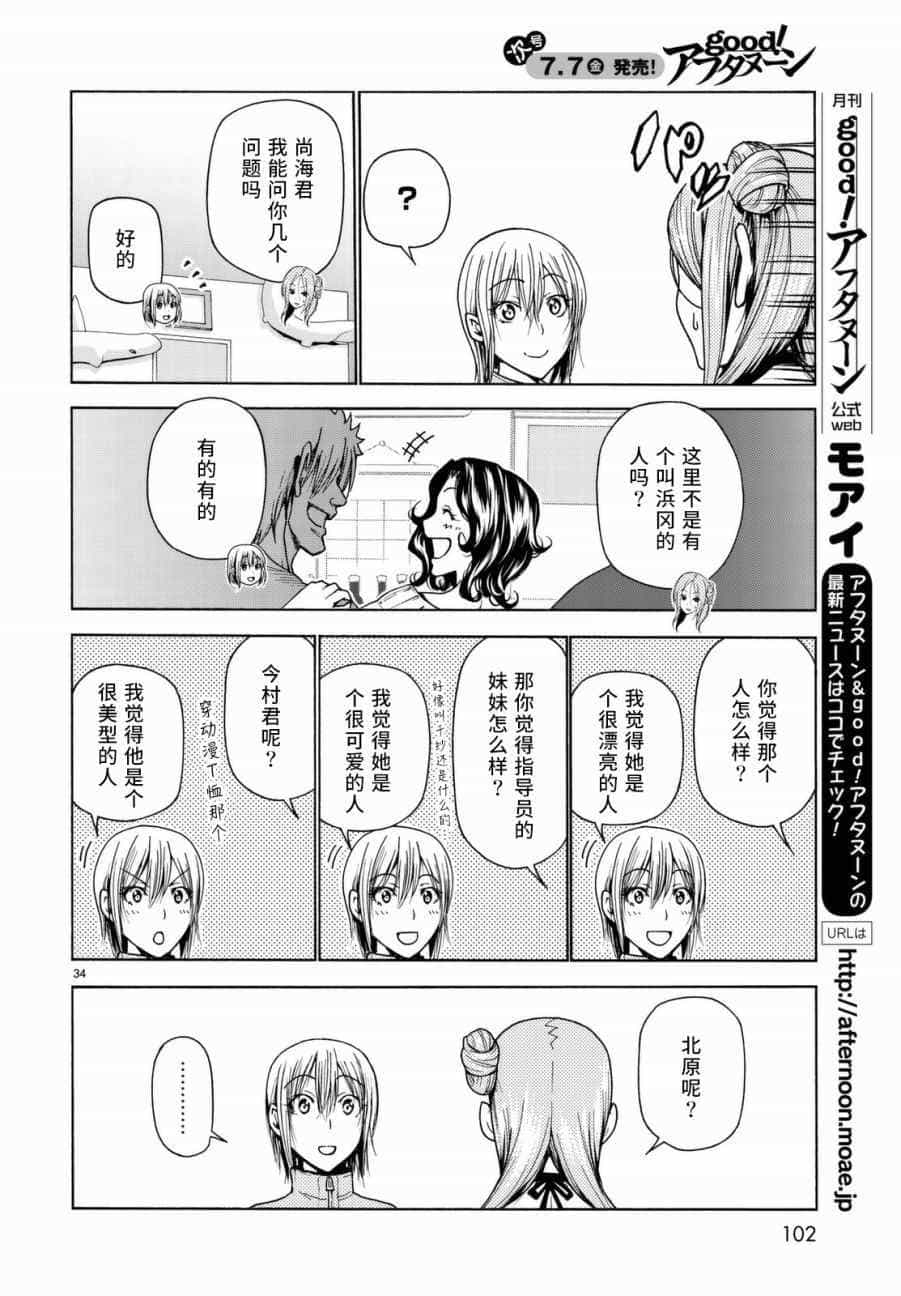 次号
7.7金 発売!
good!
アフタヌーン
月刊
good!アフタヌーン
公式
web
モアイ
アフタヌーン&good!アフタヌーンの
最新ニュースはココでチェック!
URLは
http://afternoon.moae.jp
バッ
?
尚海君
我能问你几个
问题吗
好的
这里不是有
个叫浜冈的
人吗?
有的有的
你觉得那个
人怎么样?
我觉得她是
个很漂亮的人
那你觉得指导员的
妹妹怎么样?
好像叫千纱还是什么的…
我觉得她是
个很可爱的人
今村君呢?
穿动漫T恤那个
我觉得他是个
很美型的人
34
北原呢?
………
102